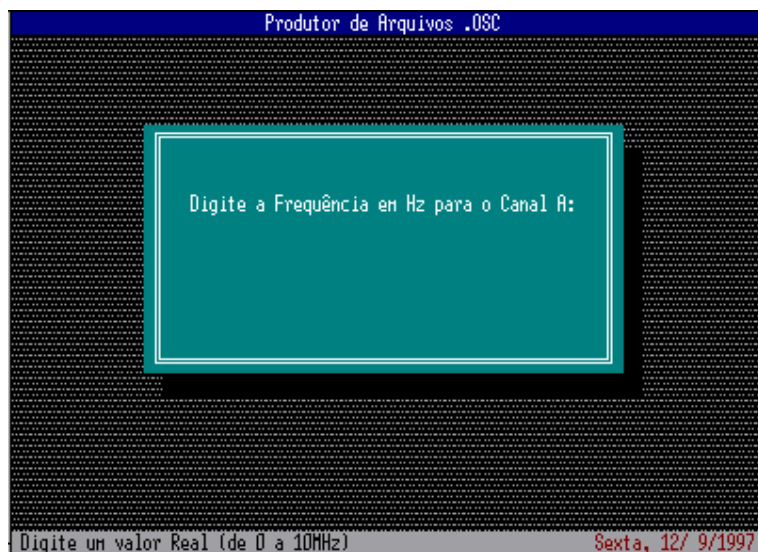 Produtor de Arquivos .OSC
Digite a Frequência em Hz para o Canal A:
Digite um valor Real (de 0 a 10MHz) Sexta, 12/ 9/1997